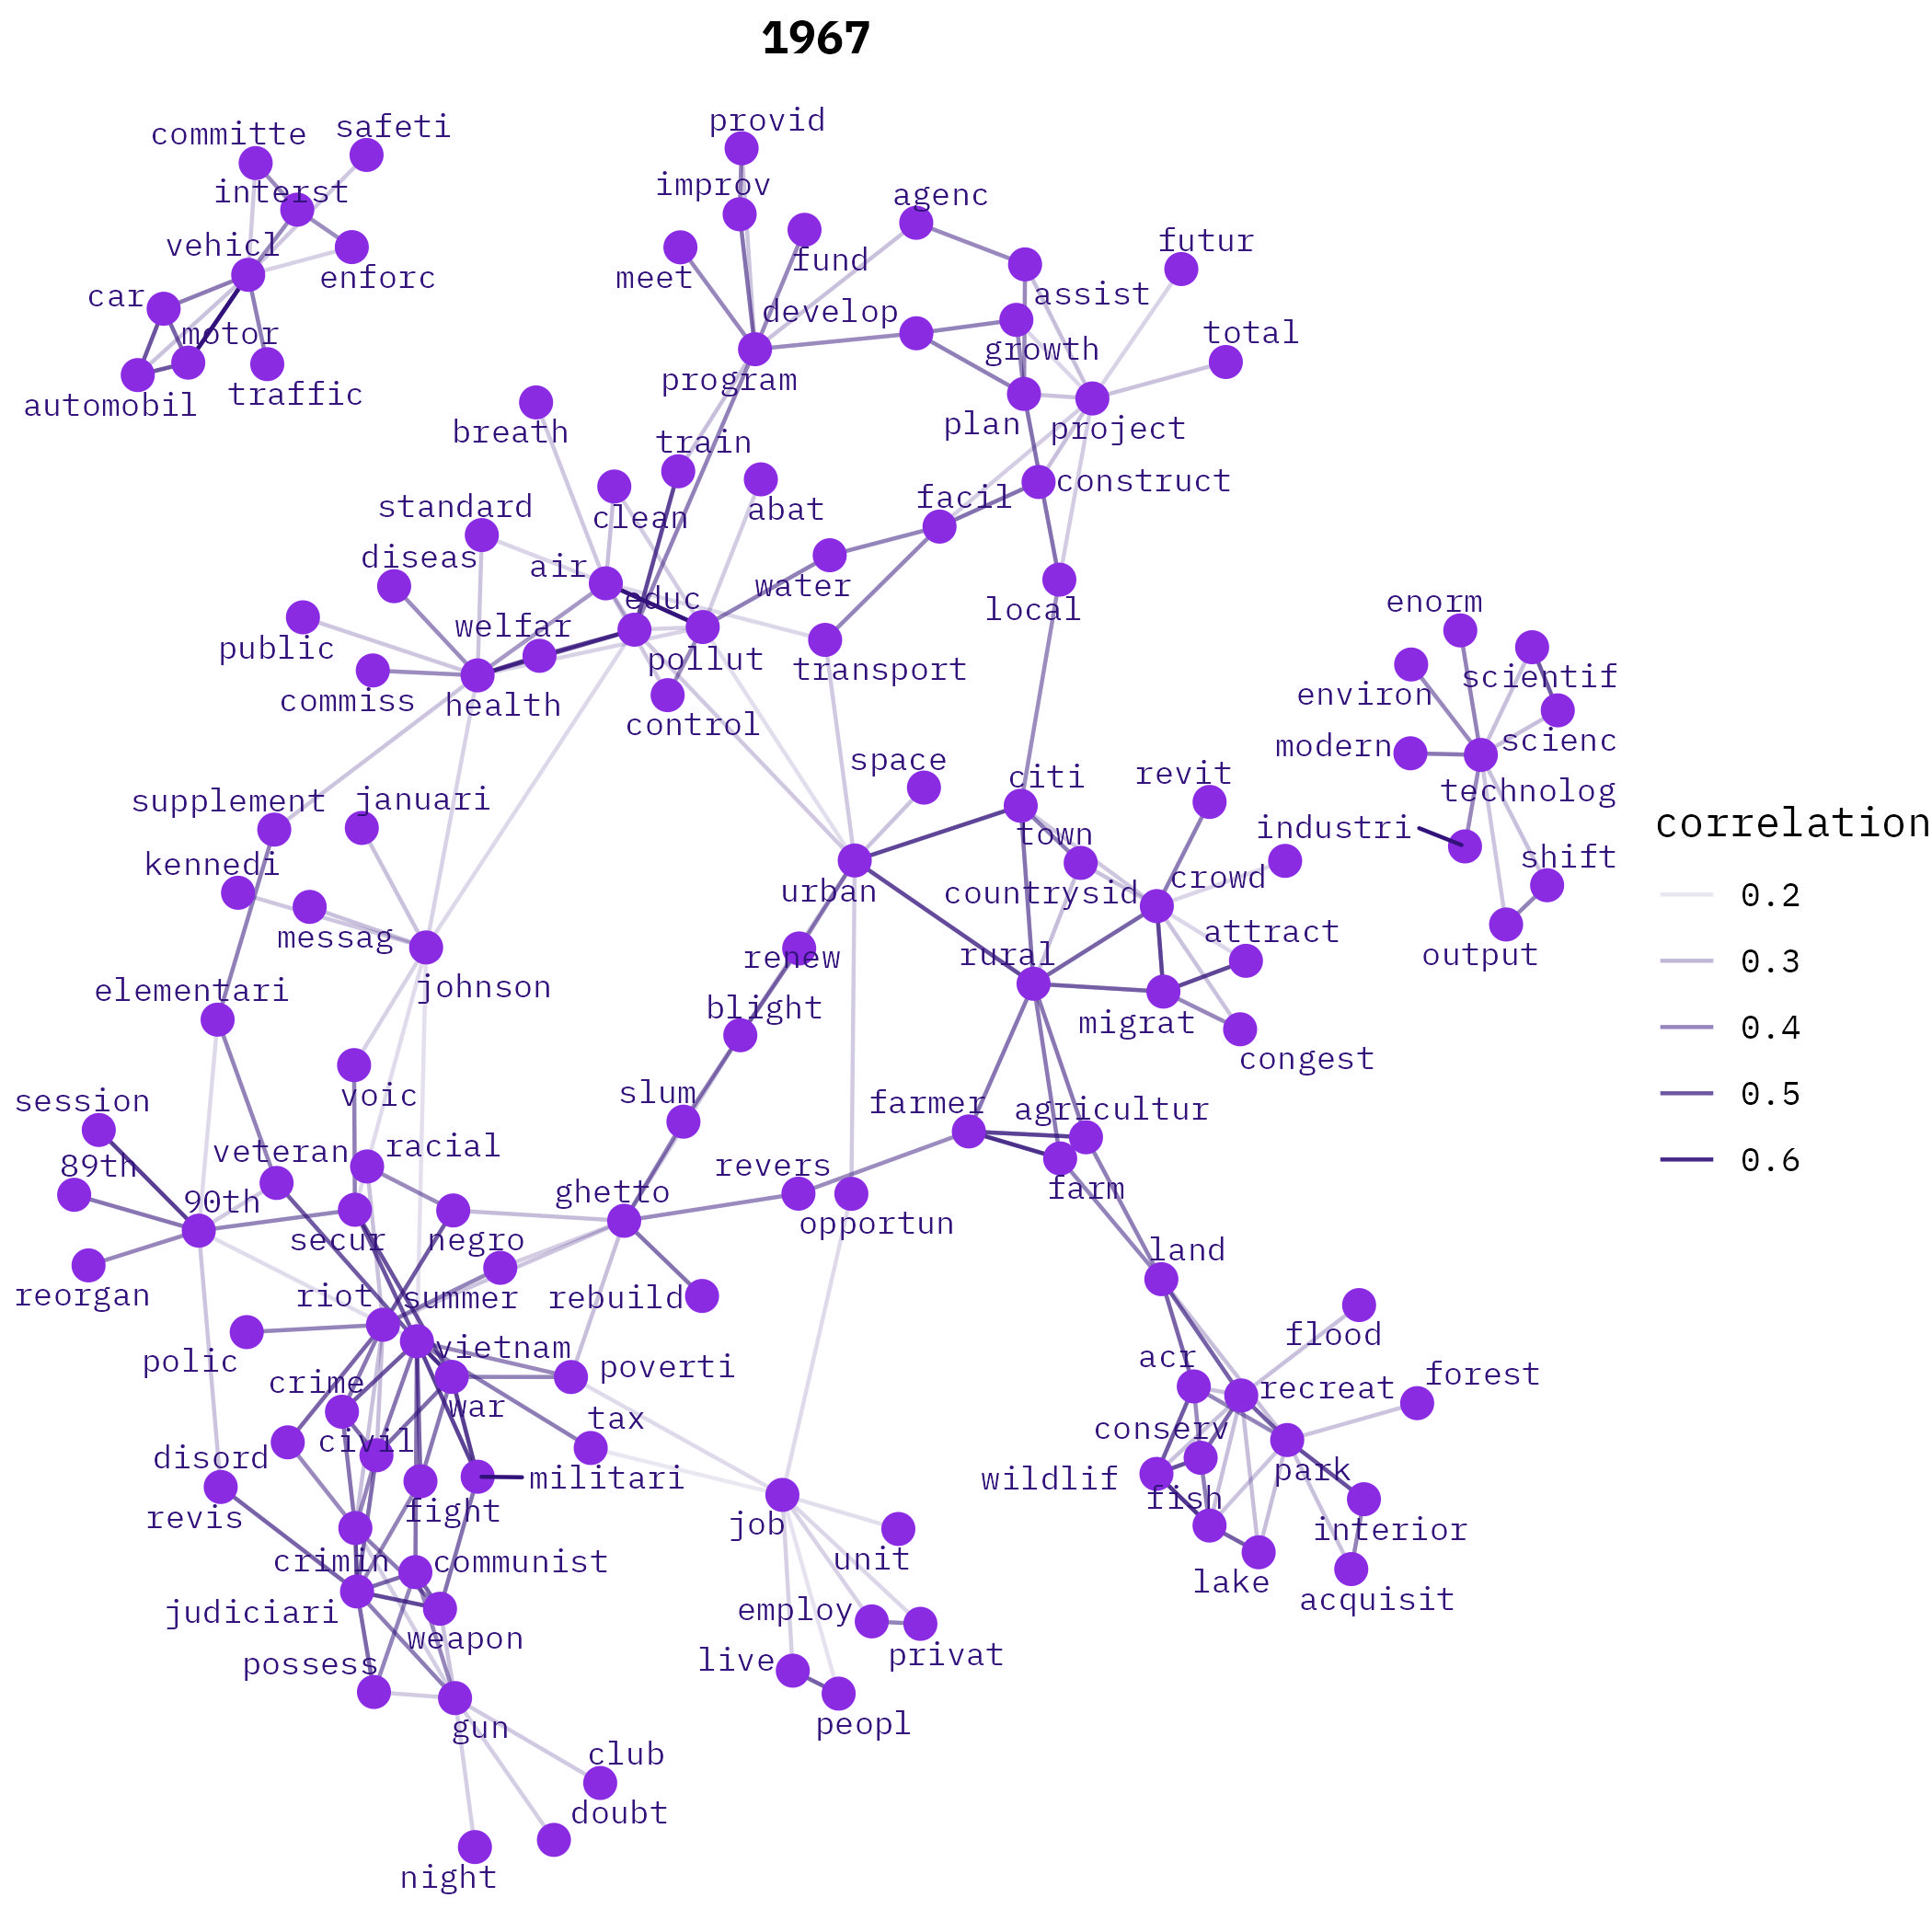 1967
committe
safeti
interst
vehicl
enforc
car
motor
automobil
traffic
provid
improv
agenc
meet
fund
futur
develop
assist
total
growth
program
plan
project
breath
train
construct
standard
clean
abat
facil
diseas
air
educ
water
local
public
welfar
pollut
transport
commiss
health
control
enorm
scientif
environ
modern
scienc
technolog
industri
shift
output
space
citi
revit
supplement
januari
town
kennedi
urban
countrysid
crowd
messag
renew
rural
attract
elementari
johnson
blight
migrat
congest
session
voic
slum
farmer
agricultur
89th
veteran
racial
90th
ghetto
revers
farm
secur
negro
opportun
reorgan
riot
summer
rebuild
land
polic
vietnam
poverti
flood
crime
war
tax
acr
recreat
forest
disord
civil
militari
conserv
wildlif
park
revis
fight
job
fish
interior
crimin
communist
unit
lake
acquisit
judiciari
weapon
employ
privat
possess
live
gun
peopl
club
doubt
night
correlation
0.2
0.3
0.4
0.5
0.6